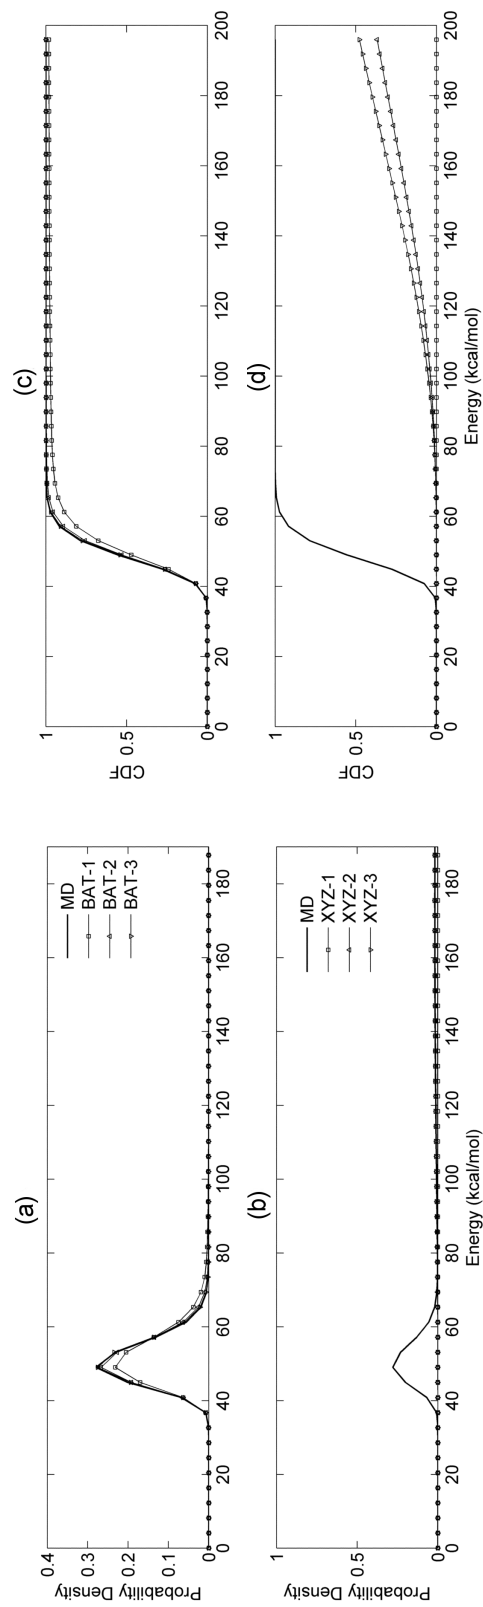 (a)
0.4
0.3
0.2
0.1
0
Probability Density
MD
BAT-1
BAT-2
BAT-3
0 20 40 60 80 100 120 140 160 180
(b)
1
0.5
0
Probability Density
MD
XYZ-1
XYZ-2
XYZ-3
0 20 40 60 80 100 120 140 160 180
Energy (kcal/mol)
(c)
1
0.5
0
CDF
0 20 40 60 80 100 120 140 160 180 200
(d)
1
0.5
0
CDF
0 20 40 60 80 100 120 140 160 180 200
Energy (kcal/mol)